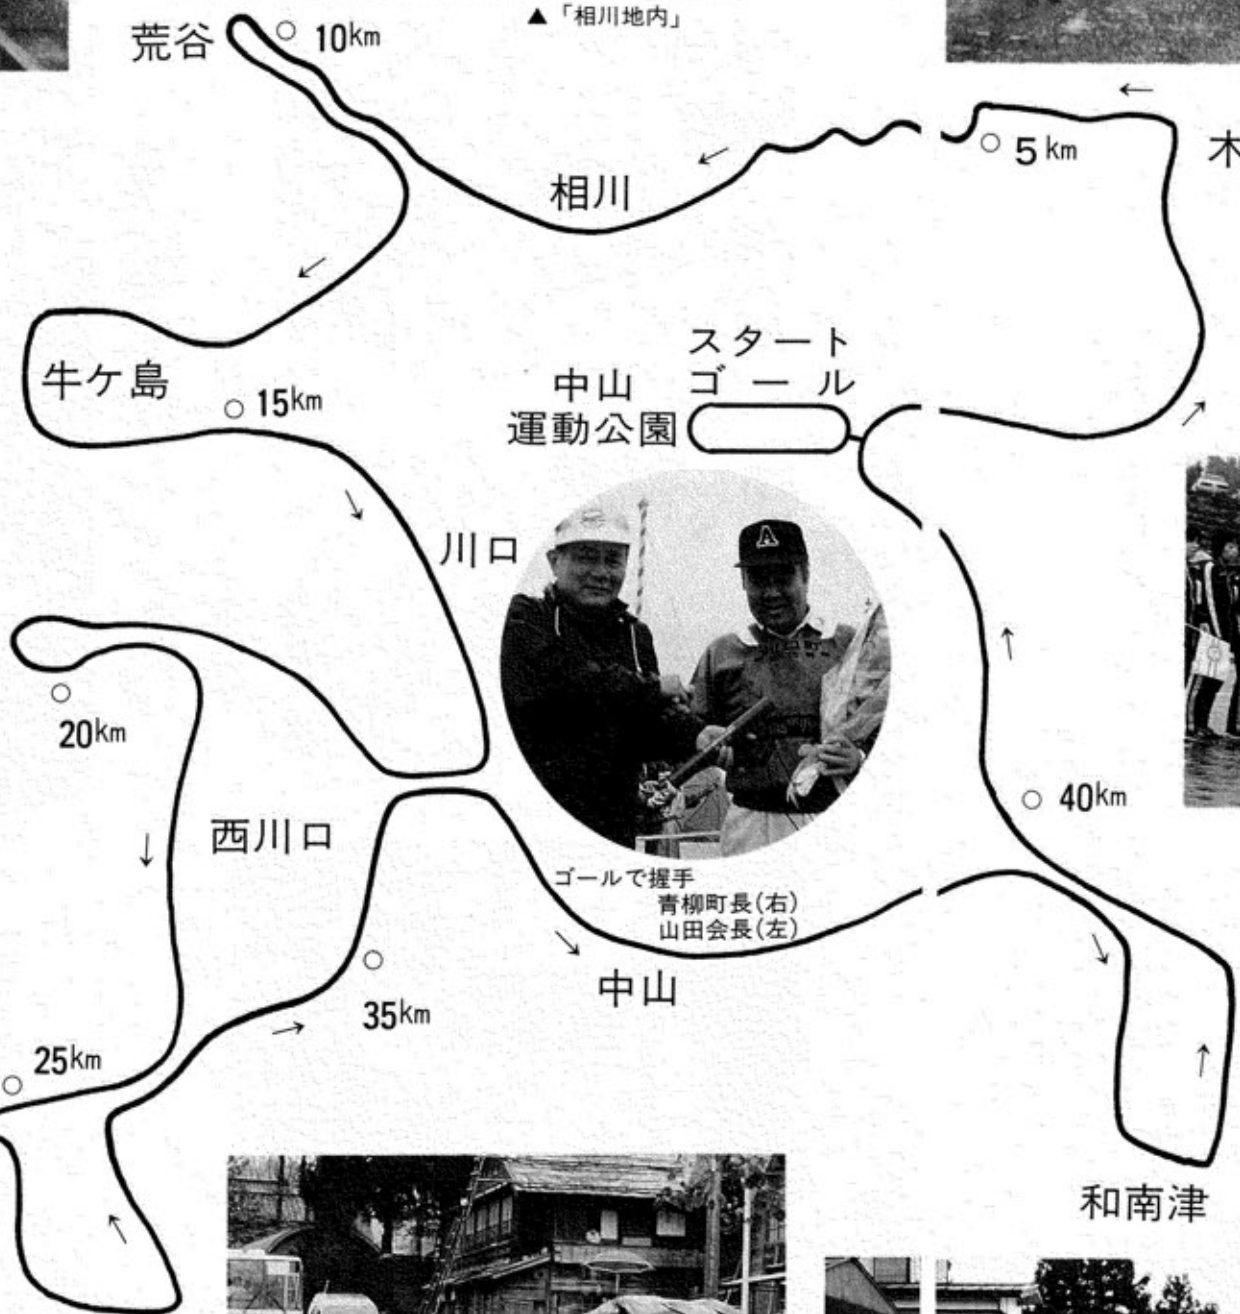 ▲「相川地内」
荒谷
10km
5km
木
相川
牛ケ島
15km
スタート
ゴール
中山
運動公園
川口
A
20km
西川口
40km
ゴールで握手
青柳町長(右)
山田会長(左)
中山
35km
25km
和南津